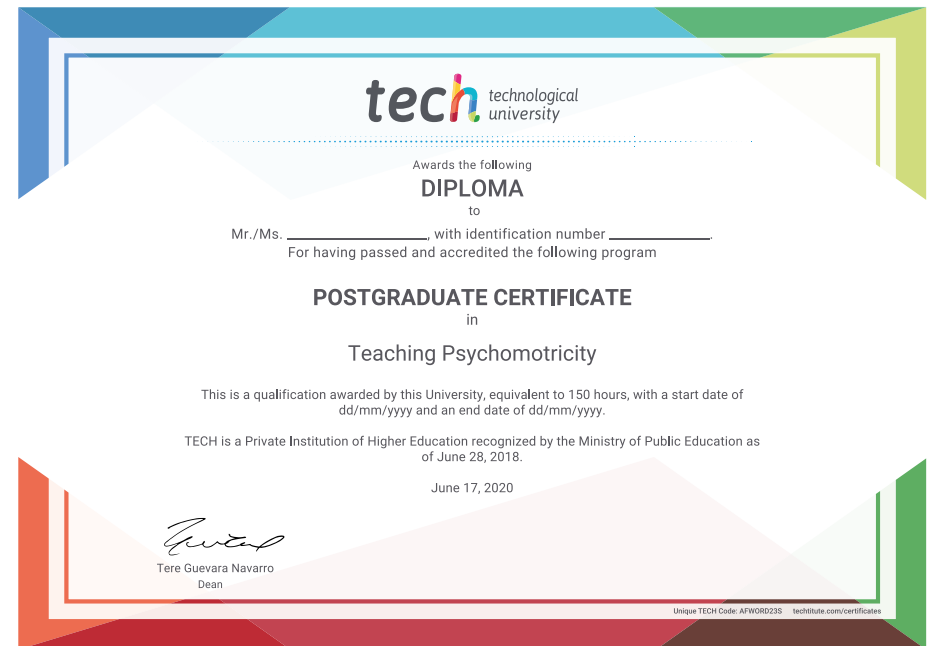 tech technological
university
Awards the following
DIPLOMA
to
Mr./Ms. ____________________, with identification number ______________.
For having passed and accredited the following program
POSTGRADUATE CERTIFICATE
in
Teaching Psychomotricity
This is a qualification awarded by this University, equivalent to 150 hours, with a start date of
dd/mm/yyyy and an end date of dd/mm/yyyy.
TECH is a Private Institution of Higher Education recognized by the Ministry of Public Education as
of June 28, 2018.
June 17, 2020
Tere Guevara Navarro
Dean
Unique TECH Code: AFWORD23S techtitute.com/certificates